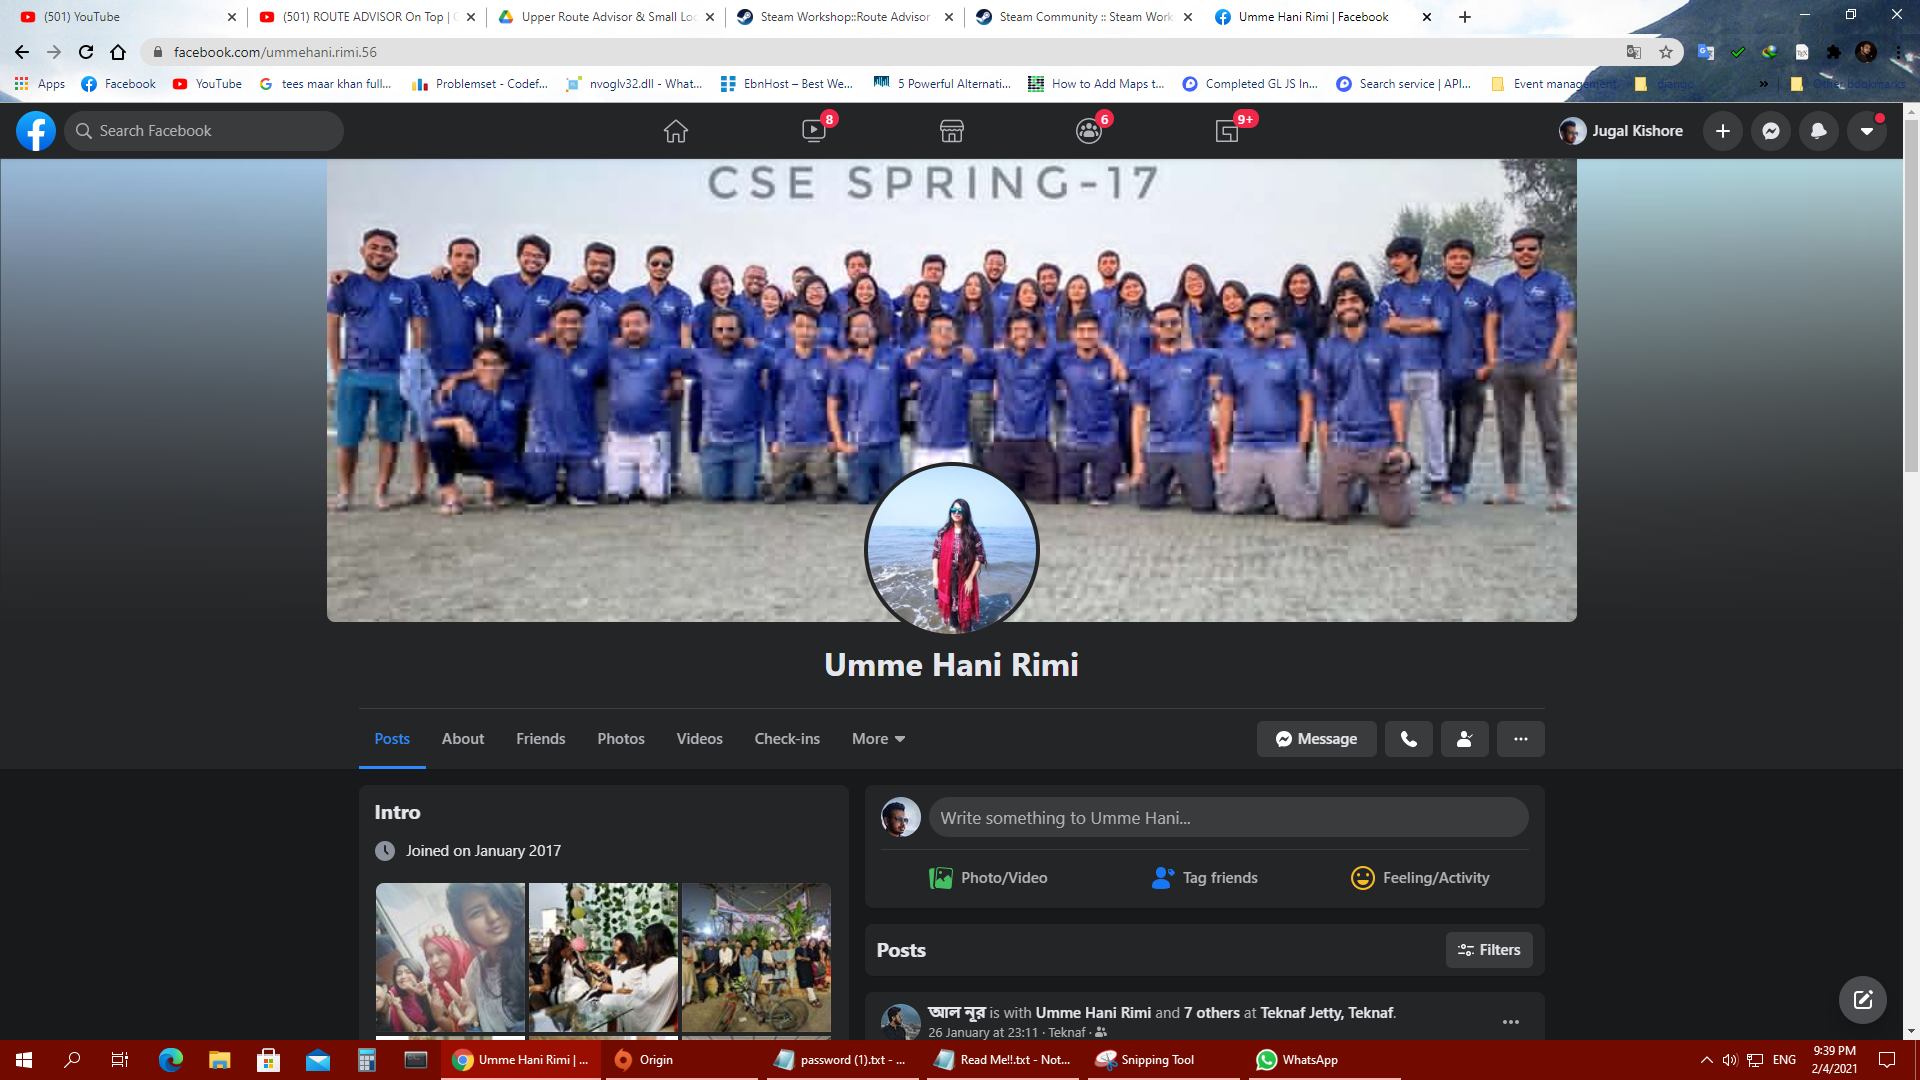 (501) YouTube
(501) ROUTE ADVISOR On Top |
Upper Route Advisor & Small Loc
Steam Workshop::Route Advisor
Steam Community :: Steam Work
Umme Hani Rimi | Facebook
facebook.com/ummehani.rimi.56
Apps
Facebook
YouTube
tees maar khan full...
Problemset - Codef...
nvoglv32.dll - What...
EbnHost – Best We...
5 Powerful Alternati...
How to Add Maps t...
Completed GL JS In...
Search service | API...
Event management
django
»
Other bookmarks
Search Facebook
8
6
9+
Jugal Kishore
CSE SPRING-17
Umme Hani Rimi
Posts
About
Friends
Photos
Videos
Check-ins
More
Message
Intro
Joined on January 2017
Write something to Umme Hani...
Photo/Video
Tag friends
Feeling/Activity
Posts
Filters
আল নূর is with Umme Hani Rimi and 7 others at Teknaf Jetty, Teknaf.
26 January at 23:11 · Teknaf ·
Umme Hani Rimi | ...
Origin
password (1).txt - ...
Read Me!!.txt - Not...
Snipping Tool
WhatsApp
ENG
9:39 PM
2/4/2021